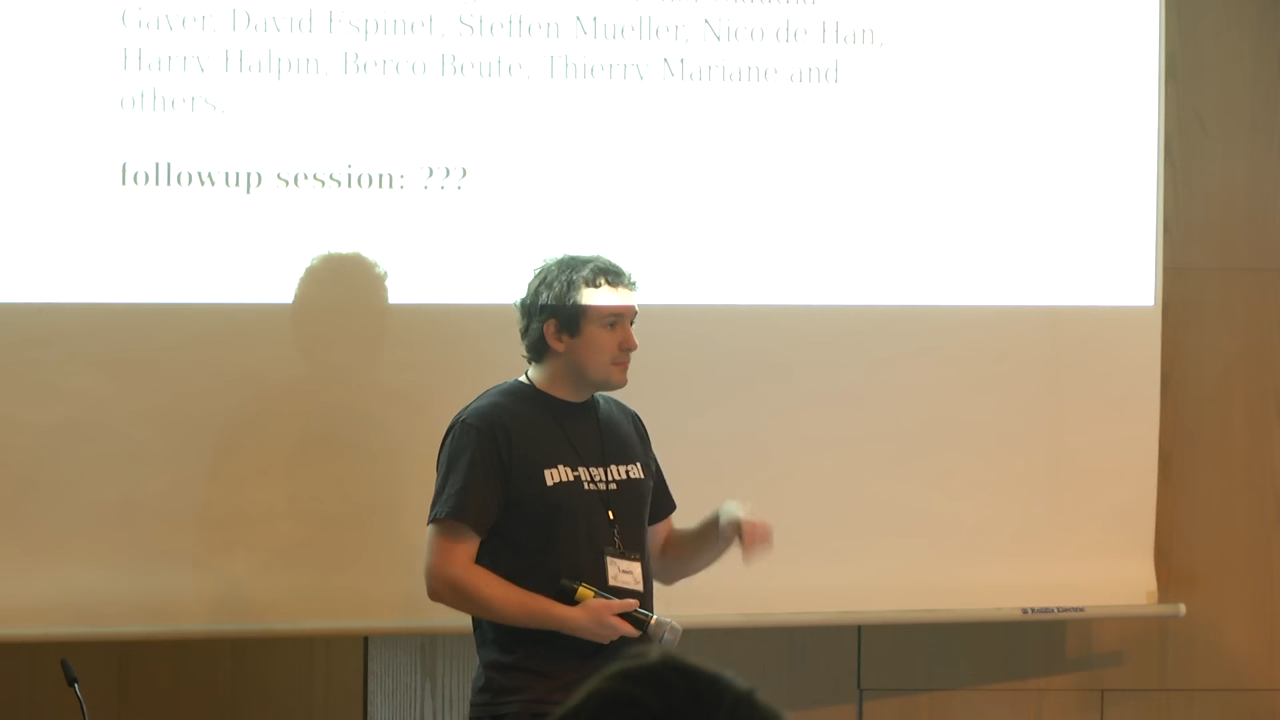 Gaver, David Espinet, Steffen Mueller, Nico de Han,
Harry Halpin, Berco Beute, Thierry Mariane and
others.
followup session: ???
ph-neutral